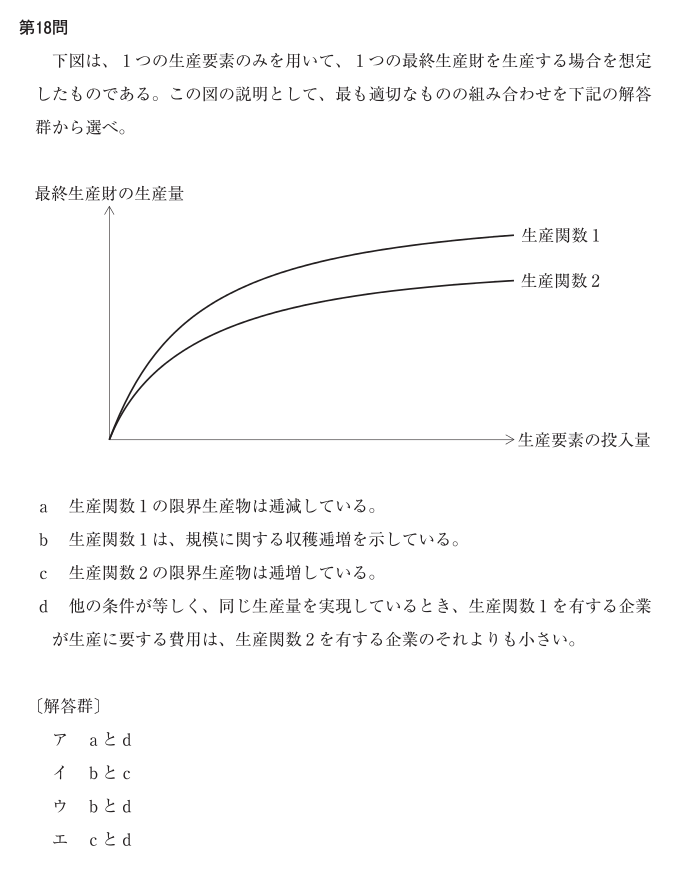 第18問
下図は、１つの生産要素のみを用いて、１つの最終生産財を生産する場合を想定
したものである。この図の説明として、最も適切なものの組み合わせを下記の解答
群から選べ。
最終生産財の生産量
生産関数１
生産関数２
生産要素の投入量
a　生産関数１の限界生産物は逓減している。
b　生産関数１は、規模に関する収穫逓増を示している。
c　生産関数２の限界生産物は逓増している。
d　他の条件が等しく、同じ生産量を実現しているとき、生産関数１を有する企業
が生産に要する費用は、生産関数２を有する企業のそれよりも小さい。
〔解答群〕
ア　aとd
イ　bとc
ウ　bとd
エ　cとd